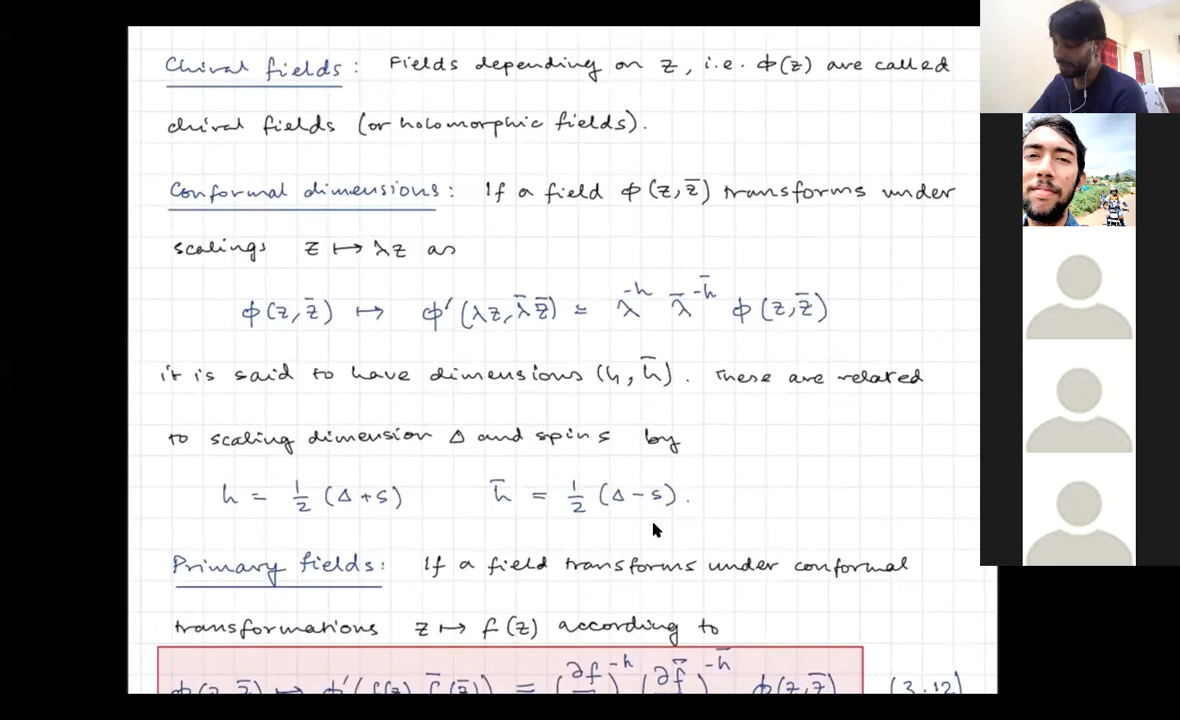 Chiral fields: Fields depending on z, i.e. ϕ(z) are called
chiral fields (or holomorphic fields).
Conformal dimensions: If a field ϕ(z, z̄) transforms under
scalings z ↦ λz as
ϕ(z, z̄) ↦ ϕ'(λz, λ̄z̄) = λ^{-h} λ̄^{-h̄} ϕ(z, z̄)
it is said to have dimensions (h, h̄). These are related
to scaling dimension Δ and spin s by
h = 1/2 (Δ + s) h̄ = 1/2 (Δ - s).
Primary fields: If a field transforms under conformal
transformations z ↦ f(z) according to
ϕ(z, z̄) ↦ ϕ'(f(z), f̄(z̄)) = (∂f)^{-h} (∂f̄)^{-h̄} ϕ(z, z̄) (3.12)